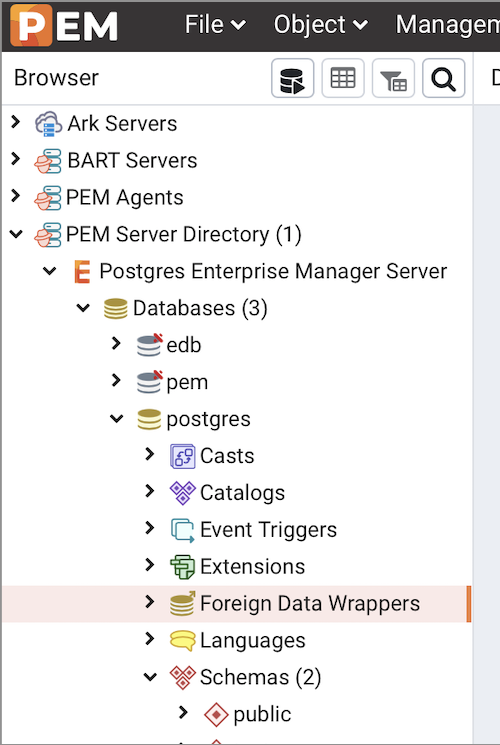 PEM File Object Managem
Browser D
Ark Servers
BART Servers
PEM Agents
PEM Server Directory (1)
Postgres Enterprise Manager Server
Databases (3)
edb
pem
postgres
Casts
Catalogs
Event Triggers
Extensions
Foreign Data Wrappers
Languages
Schemas (2)
public